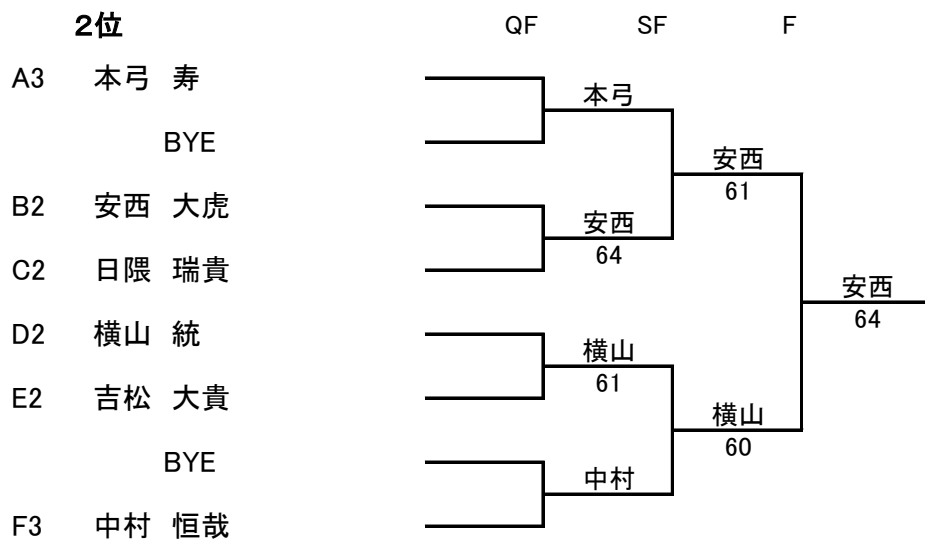 2位 QF SF F
A3 本弓 寿
本弓
BYE
安西
61
B2 安西 大虎
安西
64
C2 日隈 瑞貴
安西
64
D2 横山 統
横山
61
E2 吉松 大貴
横山
60
BYE
中村
F3 中村 恒哉